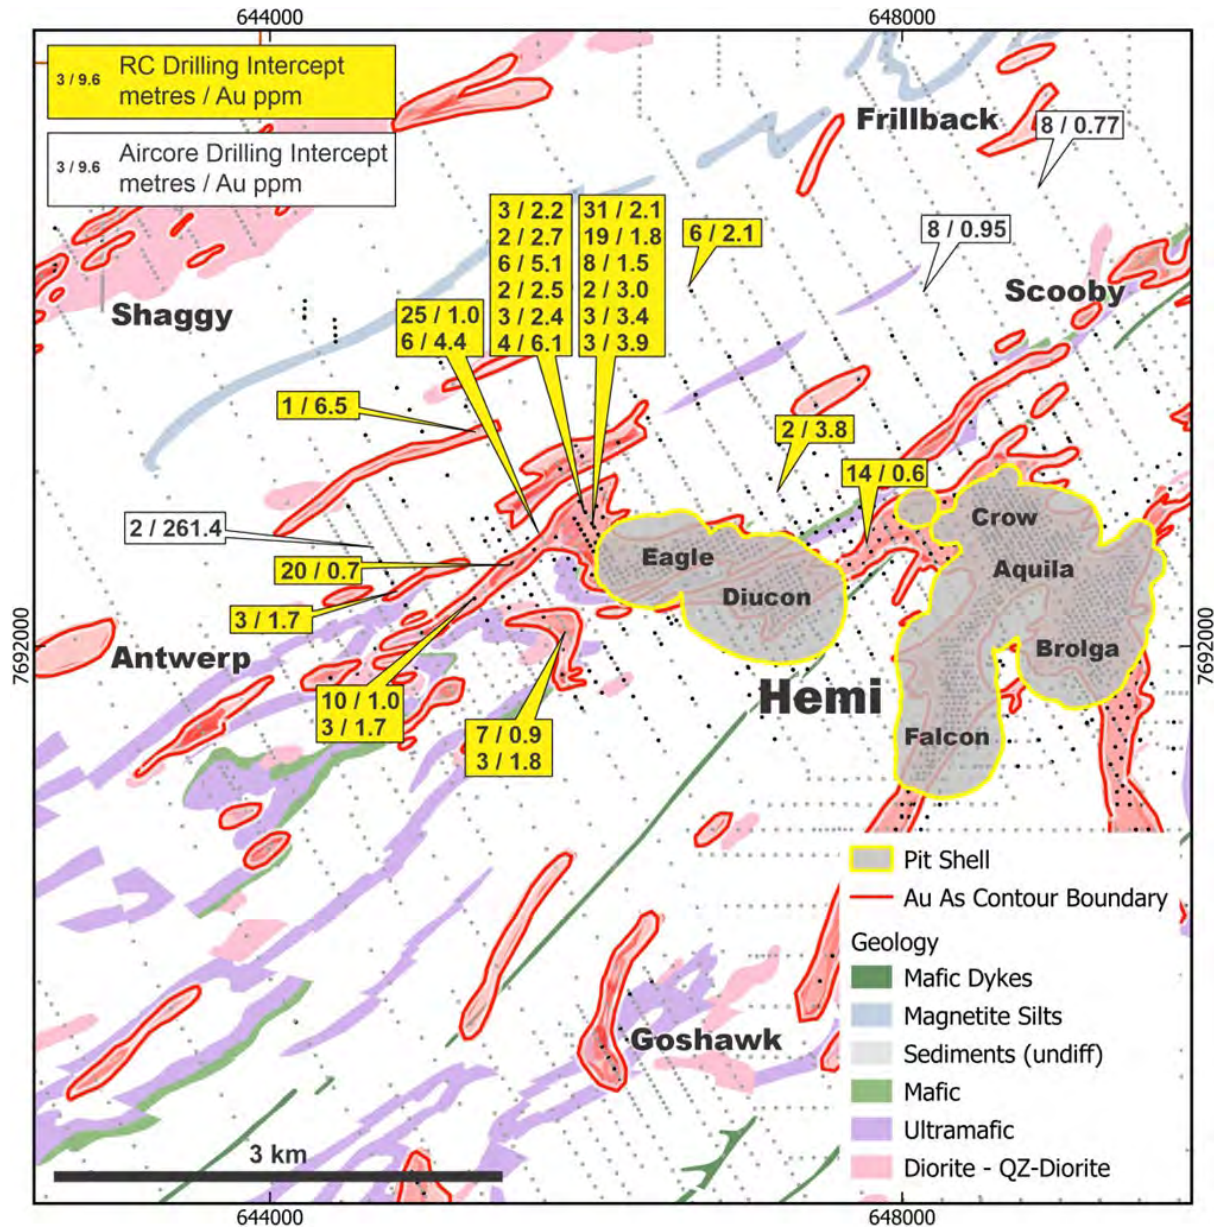 644000
648000
3 / 9.6
RC Drilling Intercept
metres / Au ppm
3 / 9.6
Aircore Drilling Intercept
metres / Au ppm
Frillback
8 / 0.77
3 / 2.2
2 / 2.7
6 / 5.1
2 / 2.5
3 / 2.4
4 / 6.1
31 / 2.1
19 / 1.8
8 / 1.5
2 / 3.0
3 / 3.4
3 / 3.9
6 / 2.1
8 / 0.95
Scooby
Shaggy
25 / 1.0
6 / 4.4
1 / 6.5
2 / 3.8
14 / 0.6
2 / 261.4
Crow
Eagle
Aquila
20 / 0.7
Diucon
3 / 1.7
7692000
7692000
Antwerp
Brolga
10 / 1.0
3 / 1.7
Hemi
7 / 0.9
3 / 1.8
Falcon
Pit Shell
Au As Contour Boundary
Geology
Mafic Dykes
Magnetite Silts
Sediments (undiff)
Mafic
Ultramafic
Diorite - QZ-Diorite
Goshawk
3 km
644000
648000